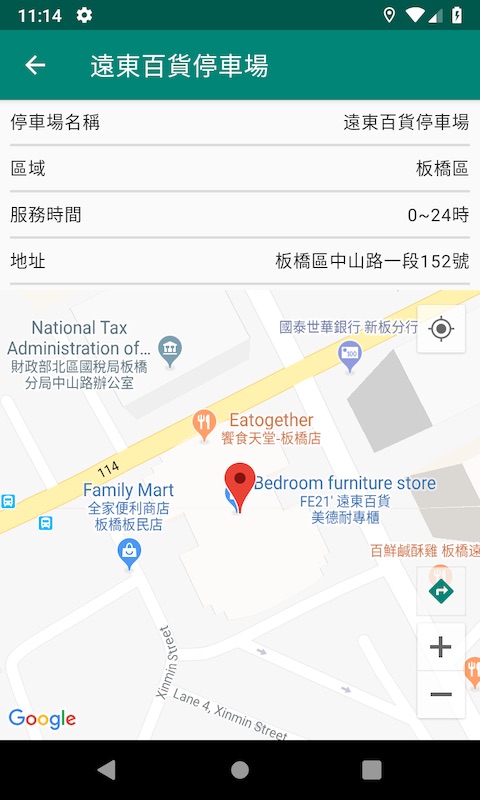 11:14
遠東百貨停車場
停車場名稱 遠東百貨停車場
區域 板橋區
服務時間 0~24時
地址 板橋區中山路一段152號
National Tax
Administration of...
財政部北區國稅局板橋
分局中山路辦公室
國泰世華銀行 新板分行
Eatogether
饗食天堂-板橋店
114
Family Mart
全家便利商店
板橋板民店
Bedroom furniture store
FE21' 遠東百貨
美德耐專櫃
百鮮鹹酥雞 板橋遠
Xinmin Street
Lane 4, Xinmin Street
Google